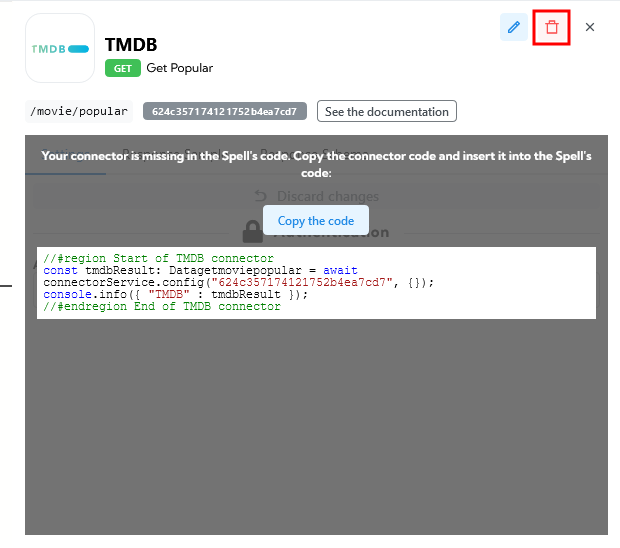 TMDB
TMDB
GET Get Popular
/movie/popular 624c357174121752b4ea7cd7 See the documentation
Your connector is missing in the Spell's code. Copy the connector code and insert it into the Spell's
code:
Discard changes
Copy the code
//#region Start of TMDB connector
const tmdbResult: Datagetmoviepopular = await
connectorService.config("624c357174121752b4ea7cd7", {});
console.info({ "TMDB" : tmdbResult });
//#endregion End of TMDB connector